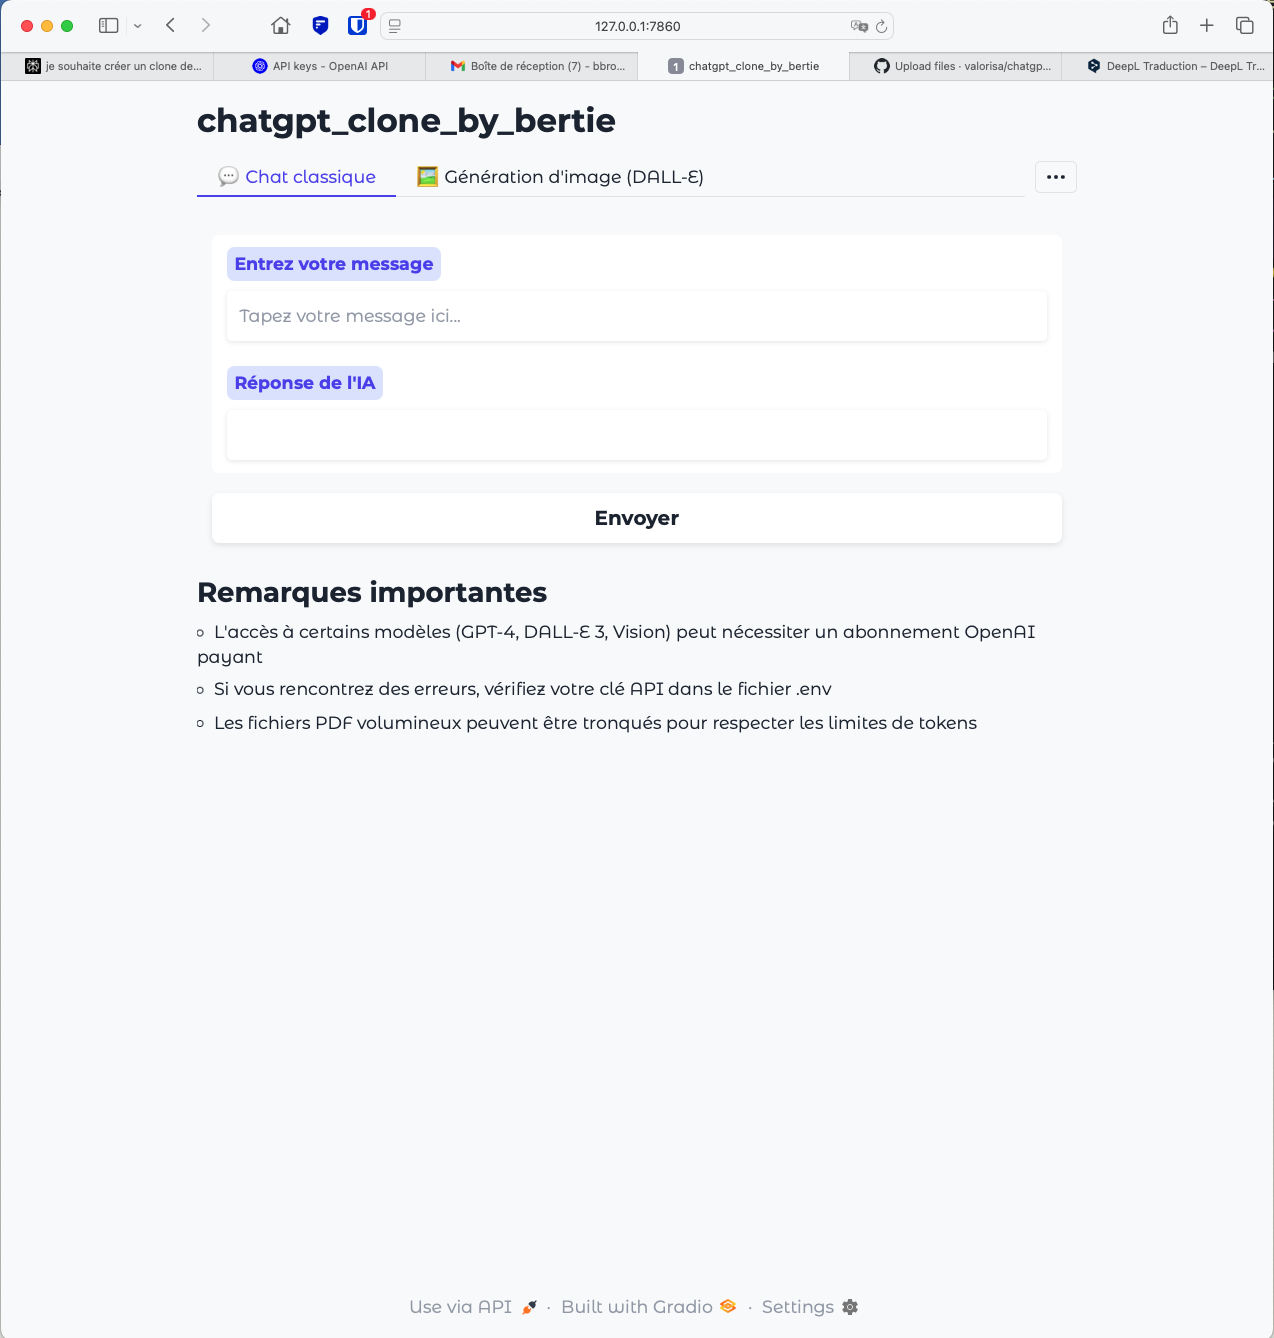 1
127.0.0.1:7860
je souhaite créer un clone de...
API keys - OpenAI API
Boîte de réception (7) - bbro...
1
chatgpt_clone_by_bertie
Upload files · valorisa/chatgp...
DeepL Traduction – DeepL Tr...
chatgpt_clone_by_bertie
💬 Chat classique
🖼️ Génération d'image (DALL-E)
...
Entrez votre message
Tapez votre message ici...
Réponse de l'IA
Envoyer
Remarques importantes
L'accès à certains modèles (GPT-4, DALL-E 3, Vision) peut nécessiter un abonnement OpenAI
payant
Si vous rencontrez des erreurs, vérifiez votre clé API dans le fichier .env
Les fichiers PDF volumineux peuvent être tronqués pour respecter les limites de tokens
Use via API · Built with Gradio · Settings